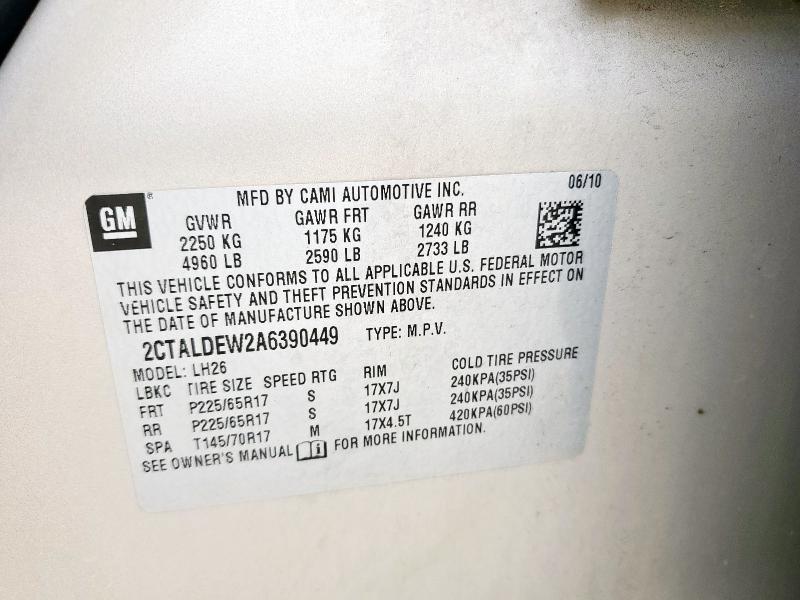 GM
MFD BY CAMI AUTOMOTIVE INC. 06/10
GVWR GAWR FRT GAWR RR
2250 KG 1175 KG 1240 KG
4960 LB 2590 LB 2733 LB
THIS VEHICLE CONFORMS TO ALL APPLICABLE U.S. FEDERAL MOTOR
VEHICLE SAFETY AND THEFT PREVENTION STANDARDS IN EFFECT ON
THE DATE OF MANUFACTURE SHOWN ABOVE.
2CTALDEW2A6390449 TYPE: M.P.V.
MODEL: LH26
LBKC TIRE SIZE SPEED RTG RIM COLD TIRE PRESSURE
FRT P225/65R17 S 17X7J 240KPA(35PSI)
RR P225/65R17 S 17X7J 240KPA(35PSI)
SPA T145/70R17 M 17X4.5T 420KPA(60PSI)
SEE OWNER'S MANUAL i FOR MORE INFORMATION.